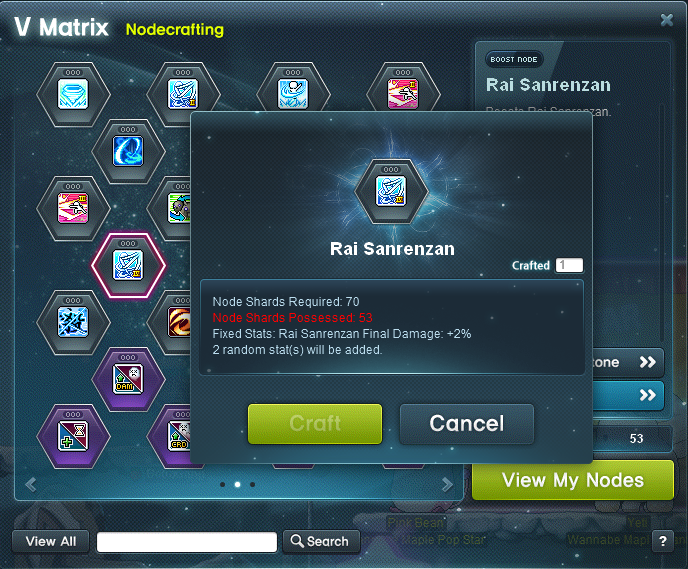 V Matrix Nodecrafting
BOOST NODE
Rai Sanrenzan
Rai Sanrenzan.
Rai Sanrenzan
Crafted 1
Node Shards Required: 70
Node Shards Possessed: 53
Fixed Stats: Rai Sanrenzan Final Damage: +2%
2 random stat(s) will be added.
Craft Cancel
DAM
53
View My Nodes
Pink Bean Yeti
Maple Pop Star Wannabe
View All Search ?